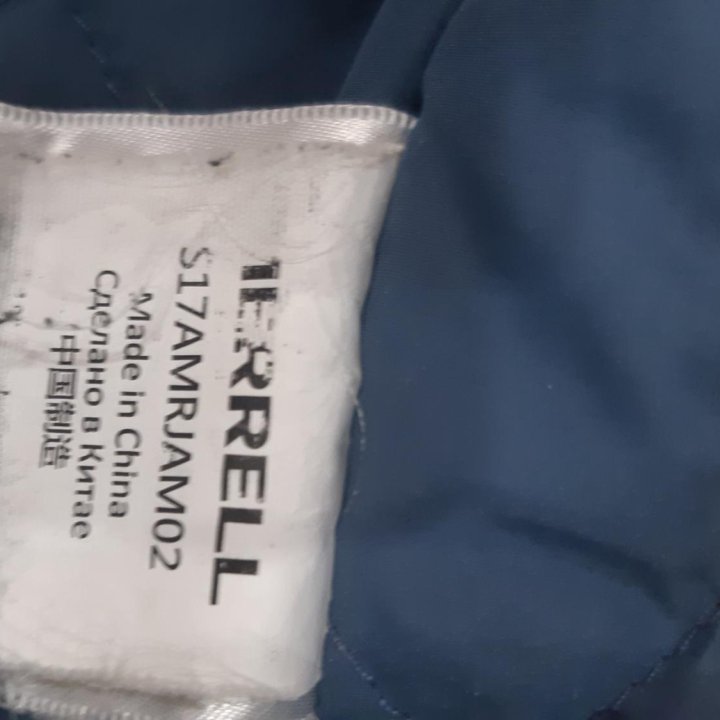 MERRELL
S17AMRJAM02
Made in China
Сделано в Китае
中国制造